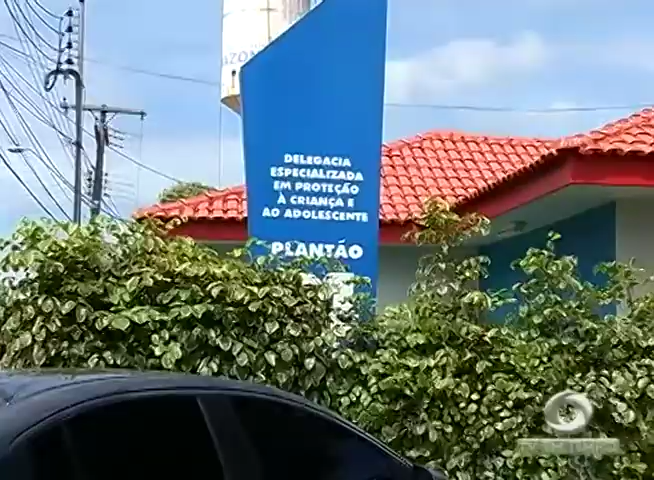 DELEGACIA
ESPECIALIZADA
EM PROTEÇÃO
À CRIANÇA E
AO ADOLESCENTE
PLANTÃO